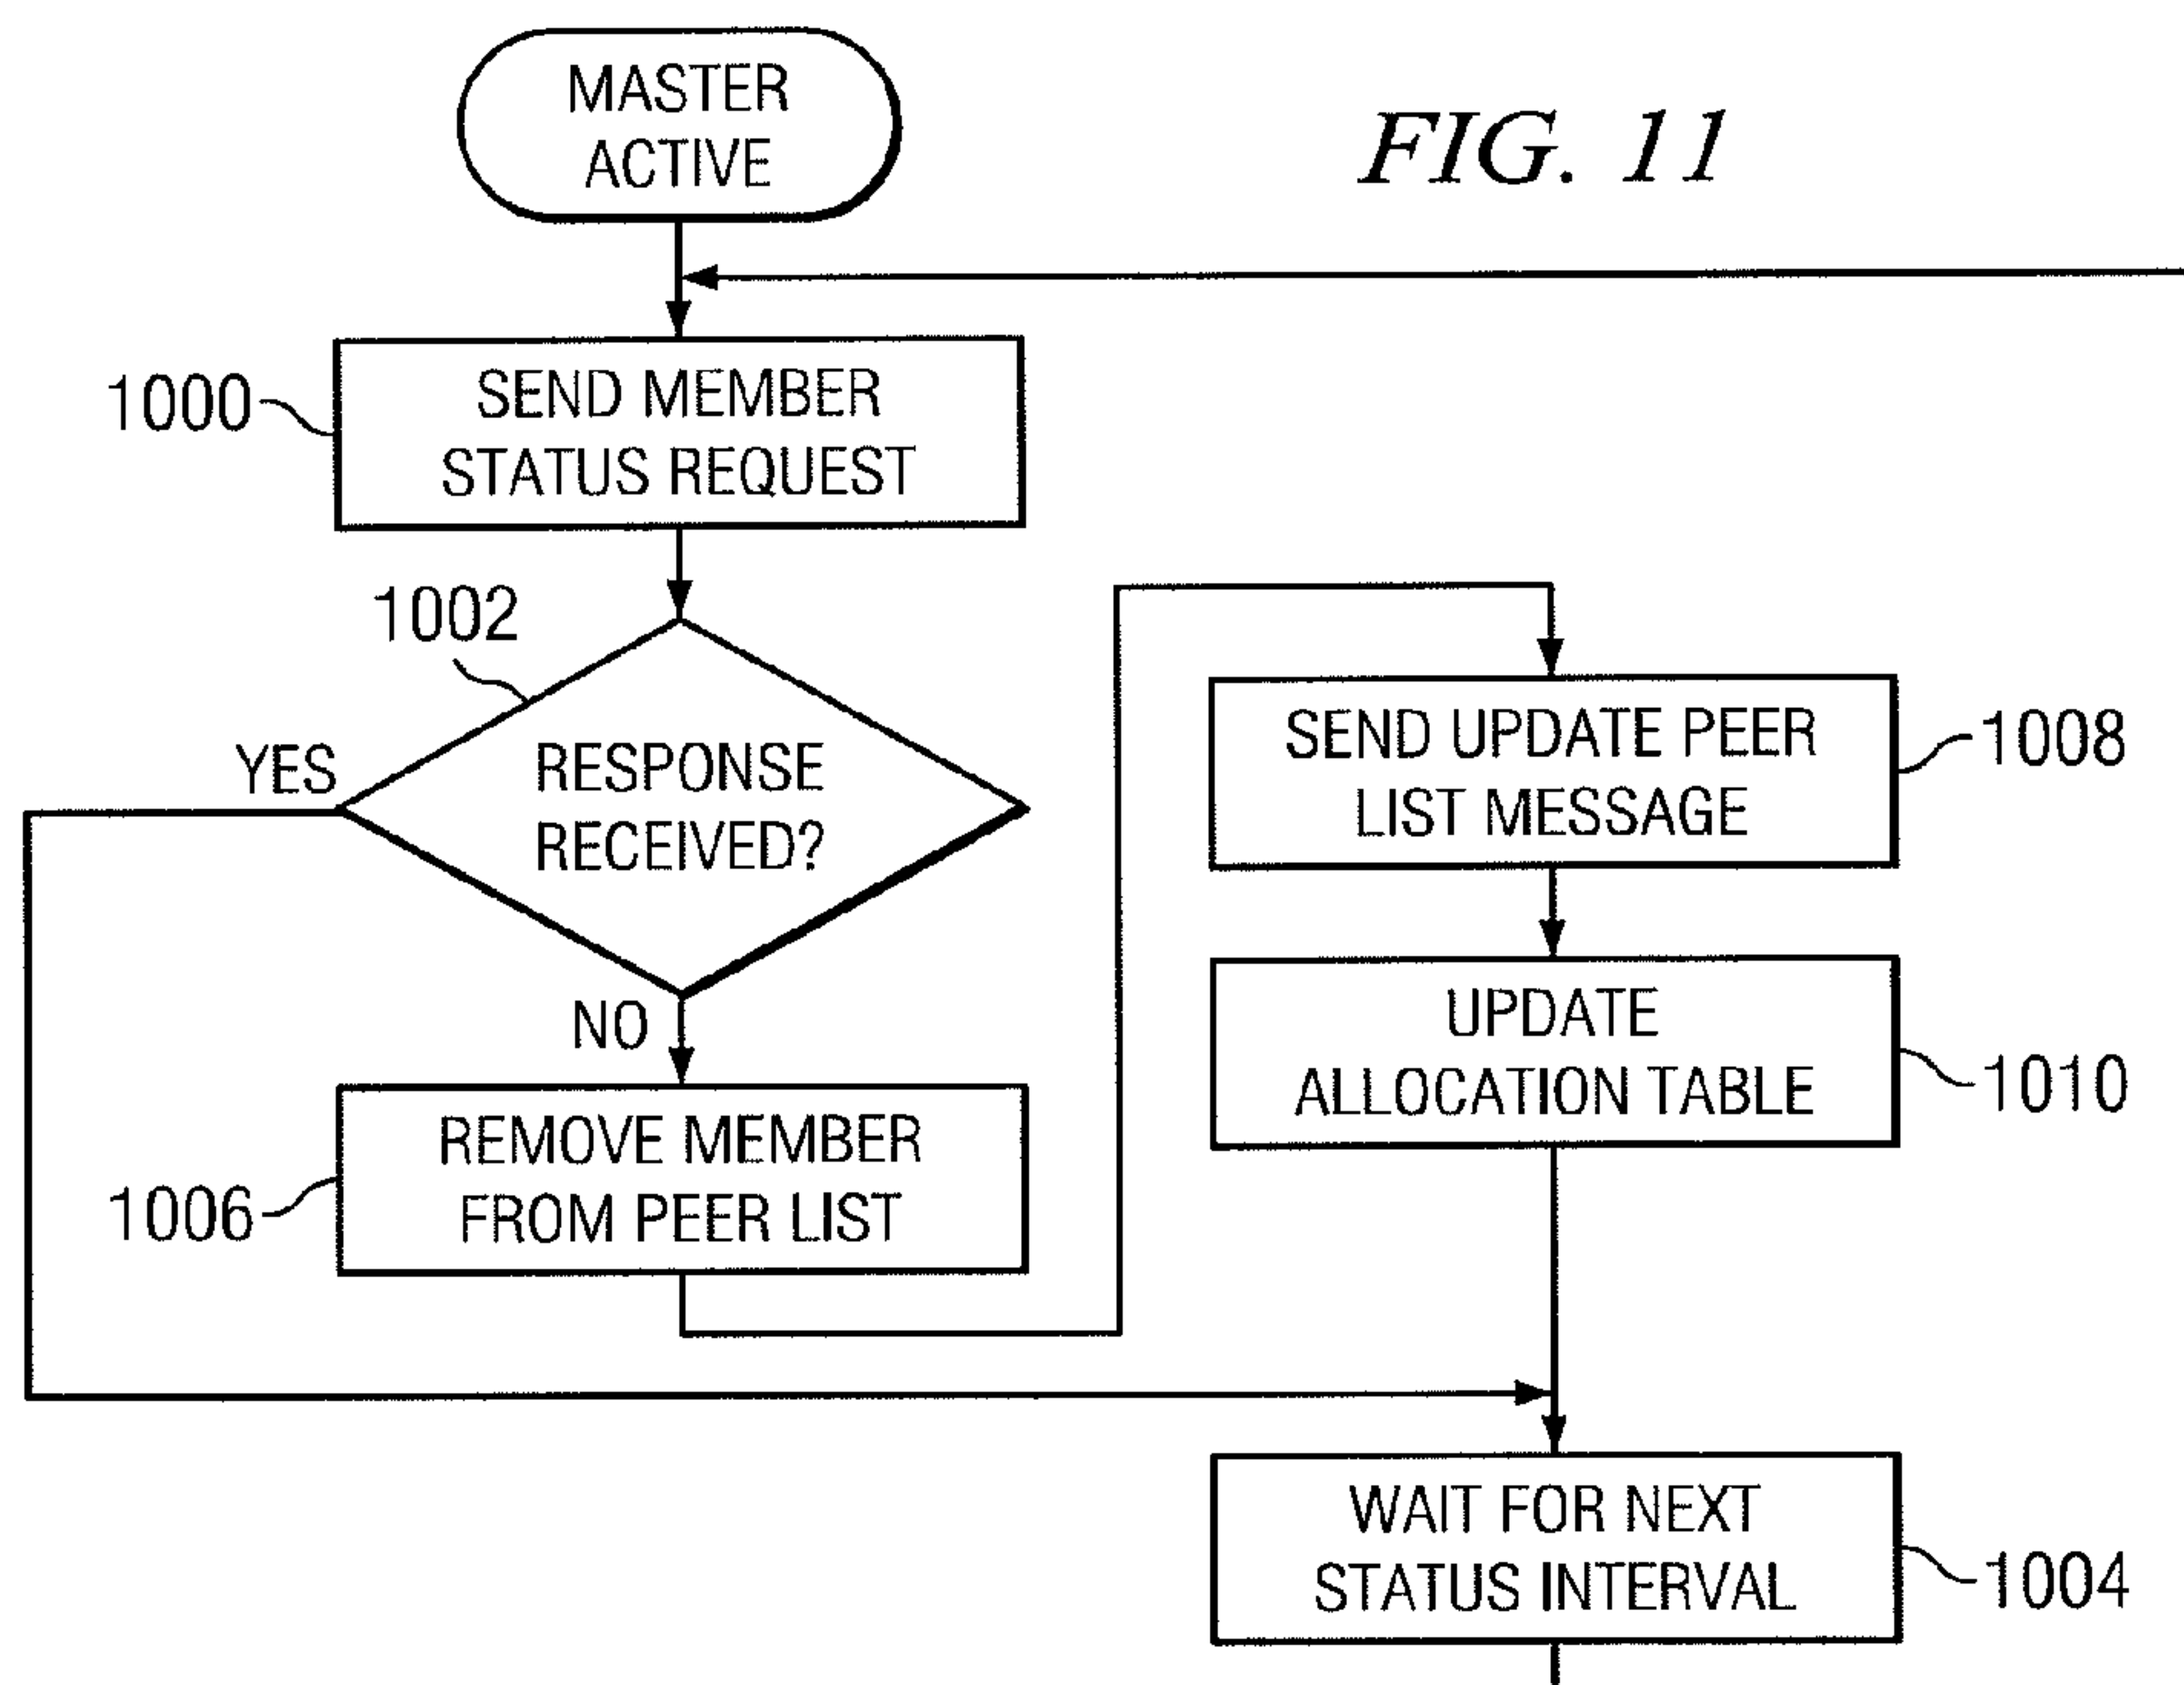 MASTER
ACTIVE
FIG. 11
1000
SEND MEMBER
STATUS REQUEST
1002
YES
RESPONSE
RECEIVED?
NO
1006
REMOVE MEMBER
FROM PEER LIST
SEND UPDATE PEER
LIST MESSAGE
1008
UPDATE
ALLOCATION TABLE
1010
WAIT FOR NEXT
STATUS INTERVAL
1004